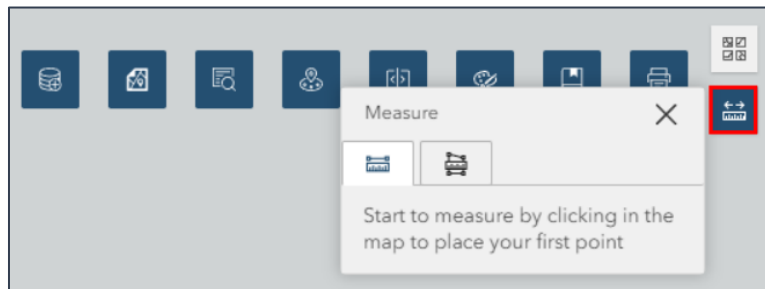 Measure
Start to measure by clicking in the
map to place your first point